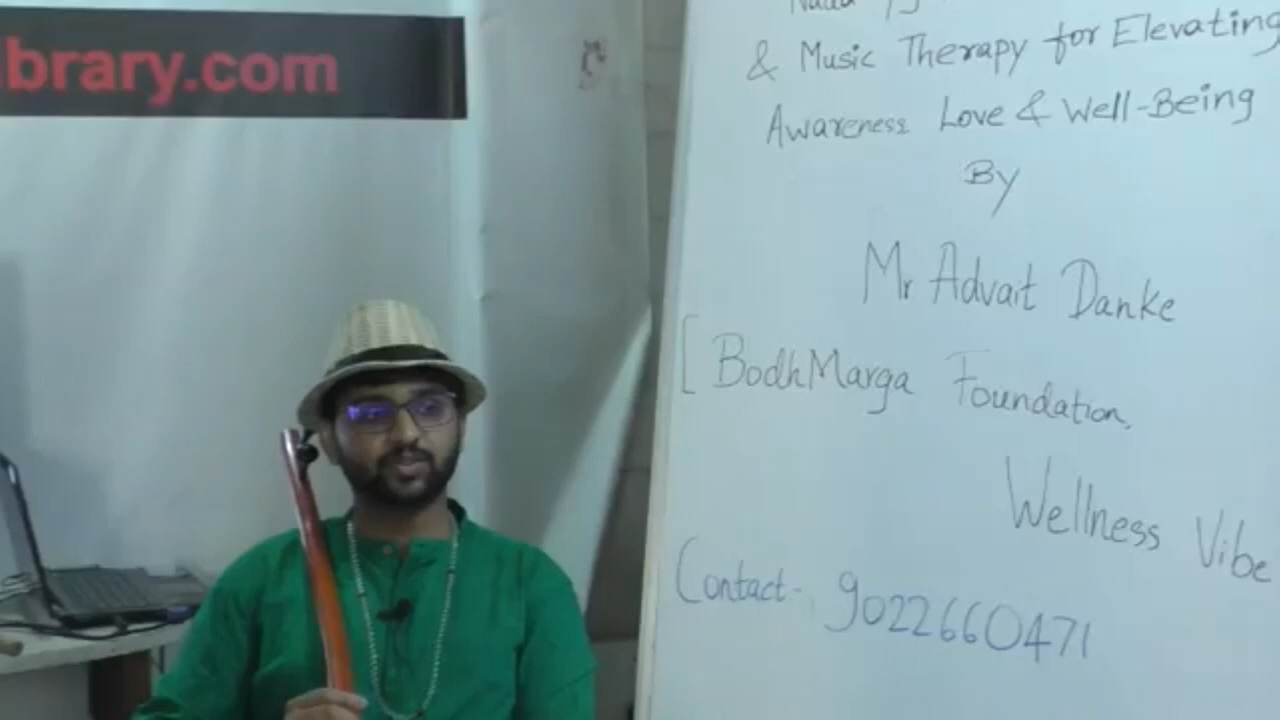 brary.com
& Music Therapy for Elevating
Awareness Love & Well-Being
By
Mr Advait Danke
[BodhMarga Foundation,
Wellness Vibe
Contact - 9022660471